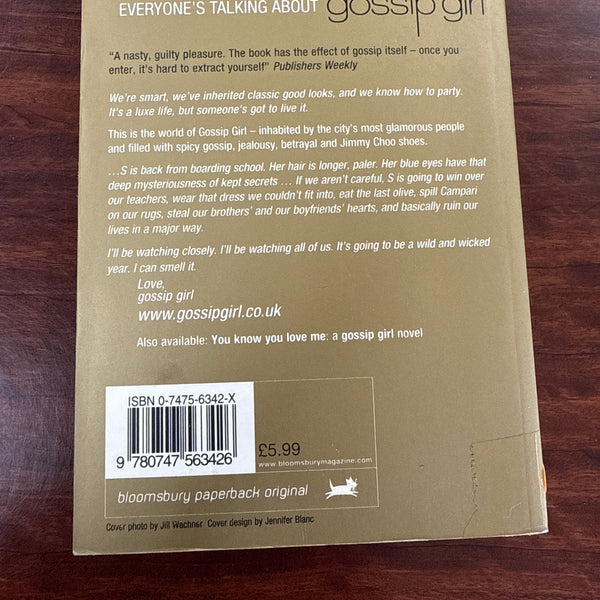 EVERYONE'S TALKING ABOUT gossip girl
"A nasty, guilty pleasure. The book has the effect of gossip itself – once you
enter, it's hard to extract yourself" Publishers Weekly
We're smart, we've inherited classic good looks, and we know how to party.
It's a luxe life, but someone's got to live it.
This is the world of Gossip Girl – inhabited by the city's most glamorous people
and filled with spicy gossip, jealousy, betrayal and Jimmy Choo shoes.
...S is back from boarding school. Her hair is longer, paler. Her blue eyes have that
deep mysteriousness of kept secrets ... If we aren't careful, S is going to win over
our teachers, wear that dress we couldn't fit into, eat the last olive, spill Campari
on our rugs, steal our brothers' and our boyfriends' hearts, and basically ruin our
lives in a major way.
I'll be watching closely. I'll be watching all of us. It's going to be a wild and wicked
year. I can smell it.
Love,
gossip girl
www.gossipgirl.co.uk
Also available: You know you love me: a gossip girl novel
ISBN 0-7475-6342-X
9 780747 563426
£5.99
www.bloomsburymagazine.com
bloomsbury paperback original
Cover photo by Jill Wachner Cover design by Jennifer Blanc